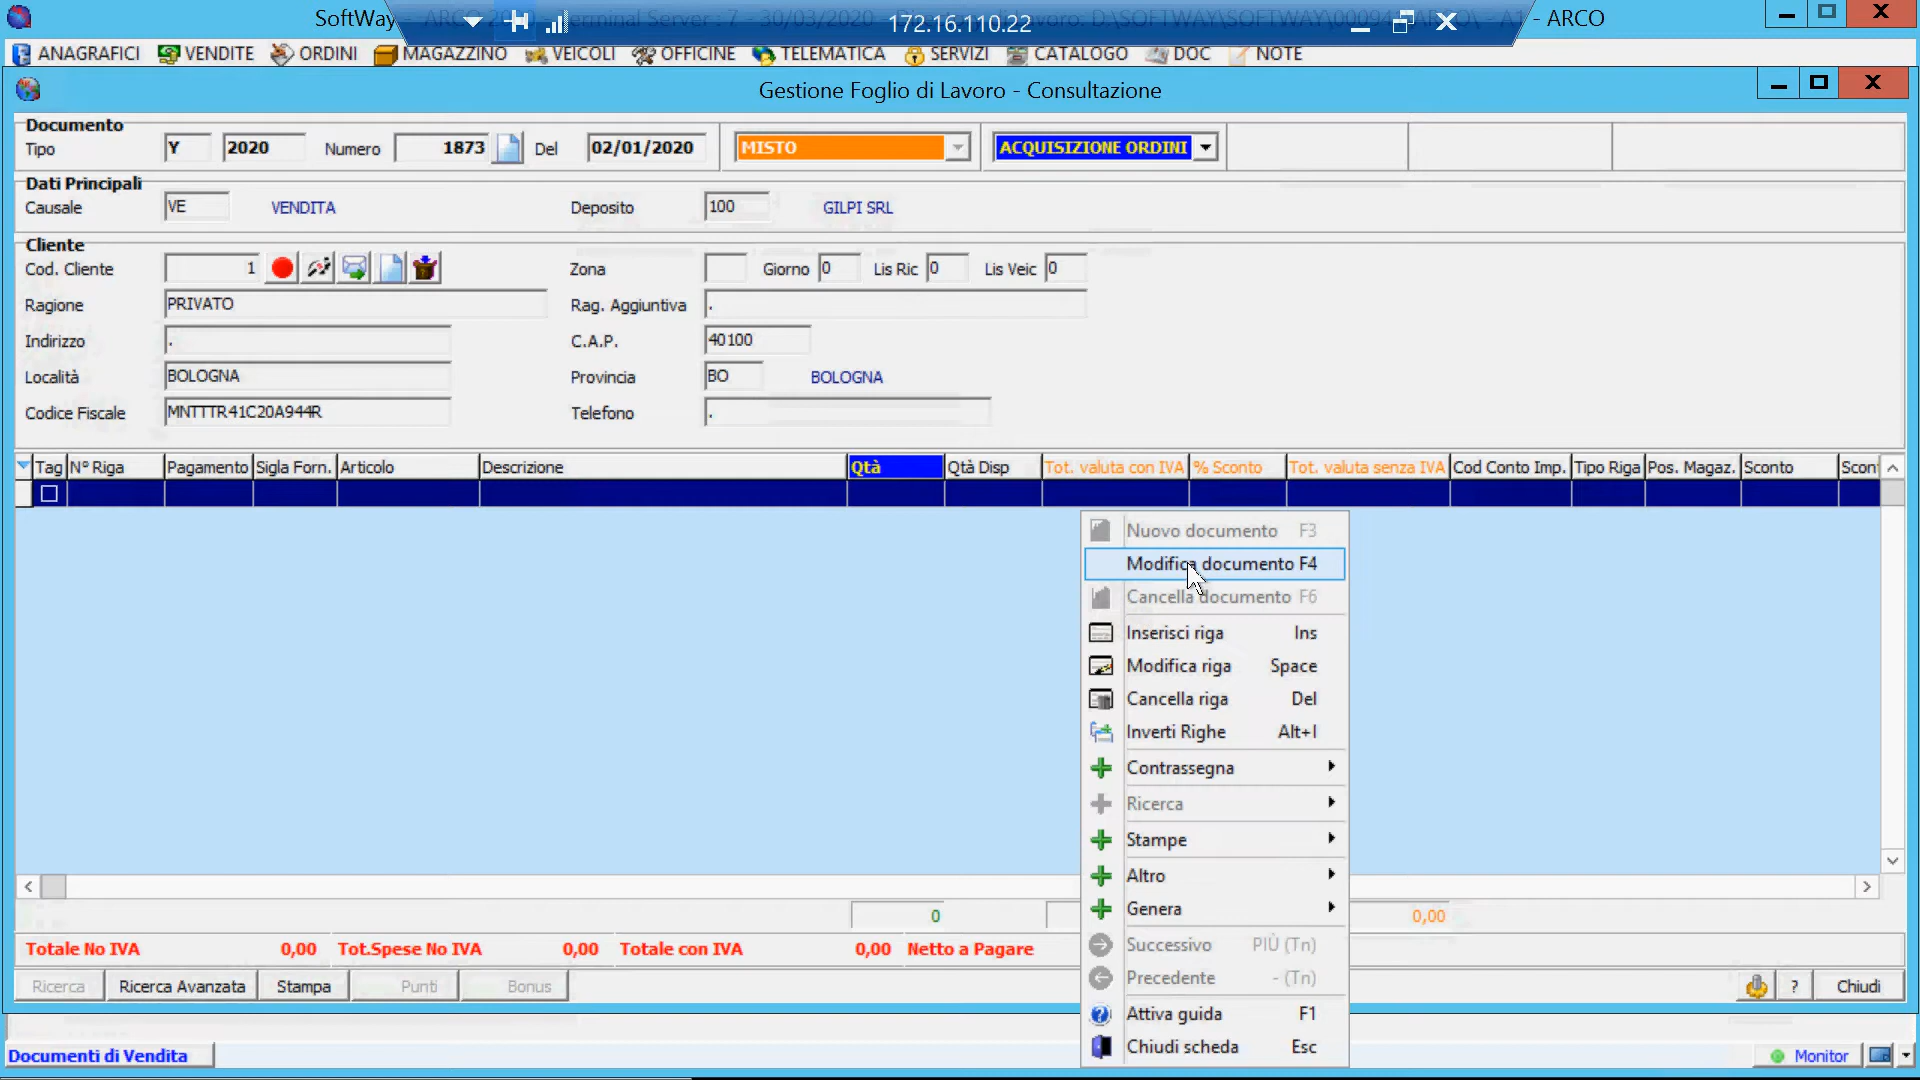 SoftWay - ARCO 20 Terminal Server : 7 - 30/03/2020 - avoro: D:\SOFTWAY\SOFTWAY\00094 - ARCO
172.16.110.22
ANAGRAFICI VENDITE ORDINI MAGAZZINO VEICOLI OFFICINE TELEMATICA SERVIZI CATALOGO DOC NOTE
Gestione Foglio di Lavoro - Consultazione
Documento
Tipo Y 2020 Numero 1873 Del 02/01/2020 MISTO ACQUISIZIONE ORDINI
Dati Principali
Causale VE VENDITA Deposito 100 GILPI SRL
Cliente
Cod. Cliente 1 Zona Giorno 0 Lis Ric 0 Lis Veic 0
Ragione PRIVATO Rag. Aggiuntiva .
Indirizzo . C.A.P. 40100
Località BOLOGNA Provincia BO BOLOGNA
Codice Fiscale MNTTTR41C20A944R Telefono .
Tag N° Riga Pagamento Sigla Forn. Articolo Descrizione Qtà Qtà Disp Tot. valuta con IVA % Sconto Tot. valuta senza IVA Cod Conto Imp. Tipo Riga Pos. Magaz. Sconto Scon
Nuovo documento F3
Modifica documento F4
Cancella documento F6
Inserisci riga Ins
Modifica riga Space
Cancella riga Del
Inverti Righe Alt+I
Contrassegna
Ricerca
Stampe
Altro
Genera
Successivo PIÙ (Tn)
Precedente - (Tn)
Attiva guida F1
Chiudi scheda Esc
0 0,00
Totale No IVA 0,00 Tot.Spese No IVA 0,00 Totale con IVA 0,00 Netto a Pagare
Ricerca Ricerca Avanzata Stampa Punti Bonus ? Chiudi
Documenti di Vendita Monitor